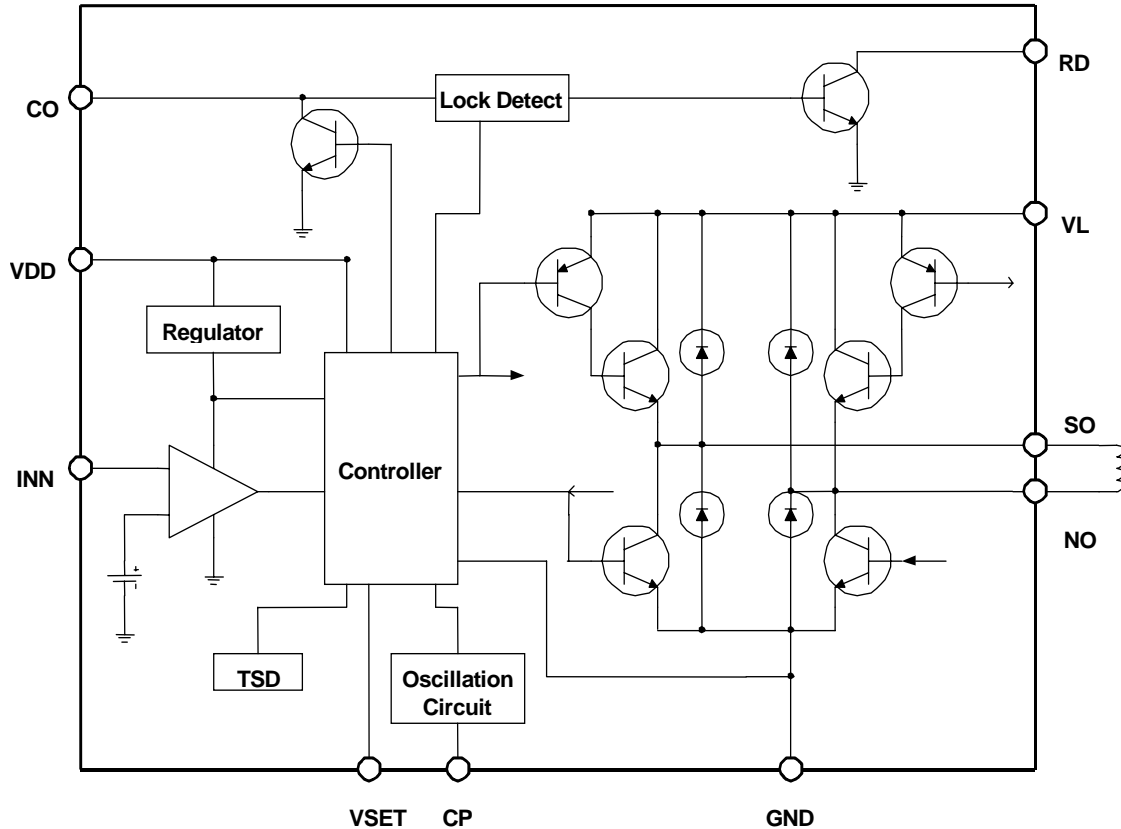 RD
CO
Lock Detect
VL
VDD
Regulator
SO
INN
Controller
NO
TSD
Oscillation
Circuit
VSET
CP
GND